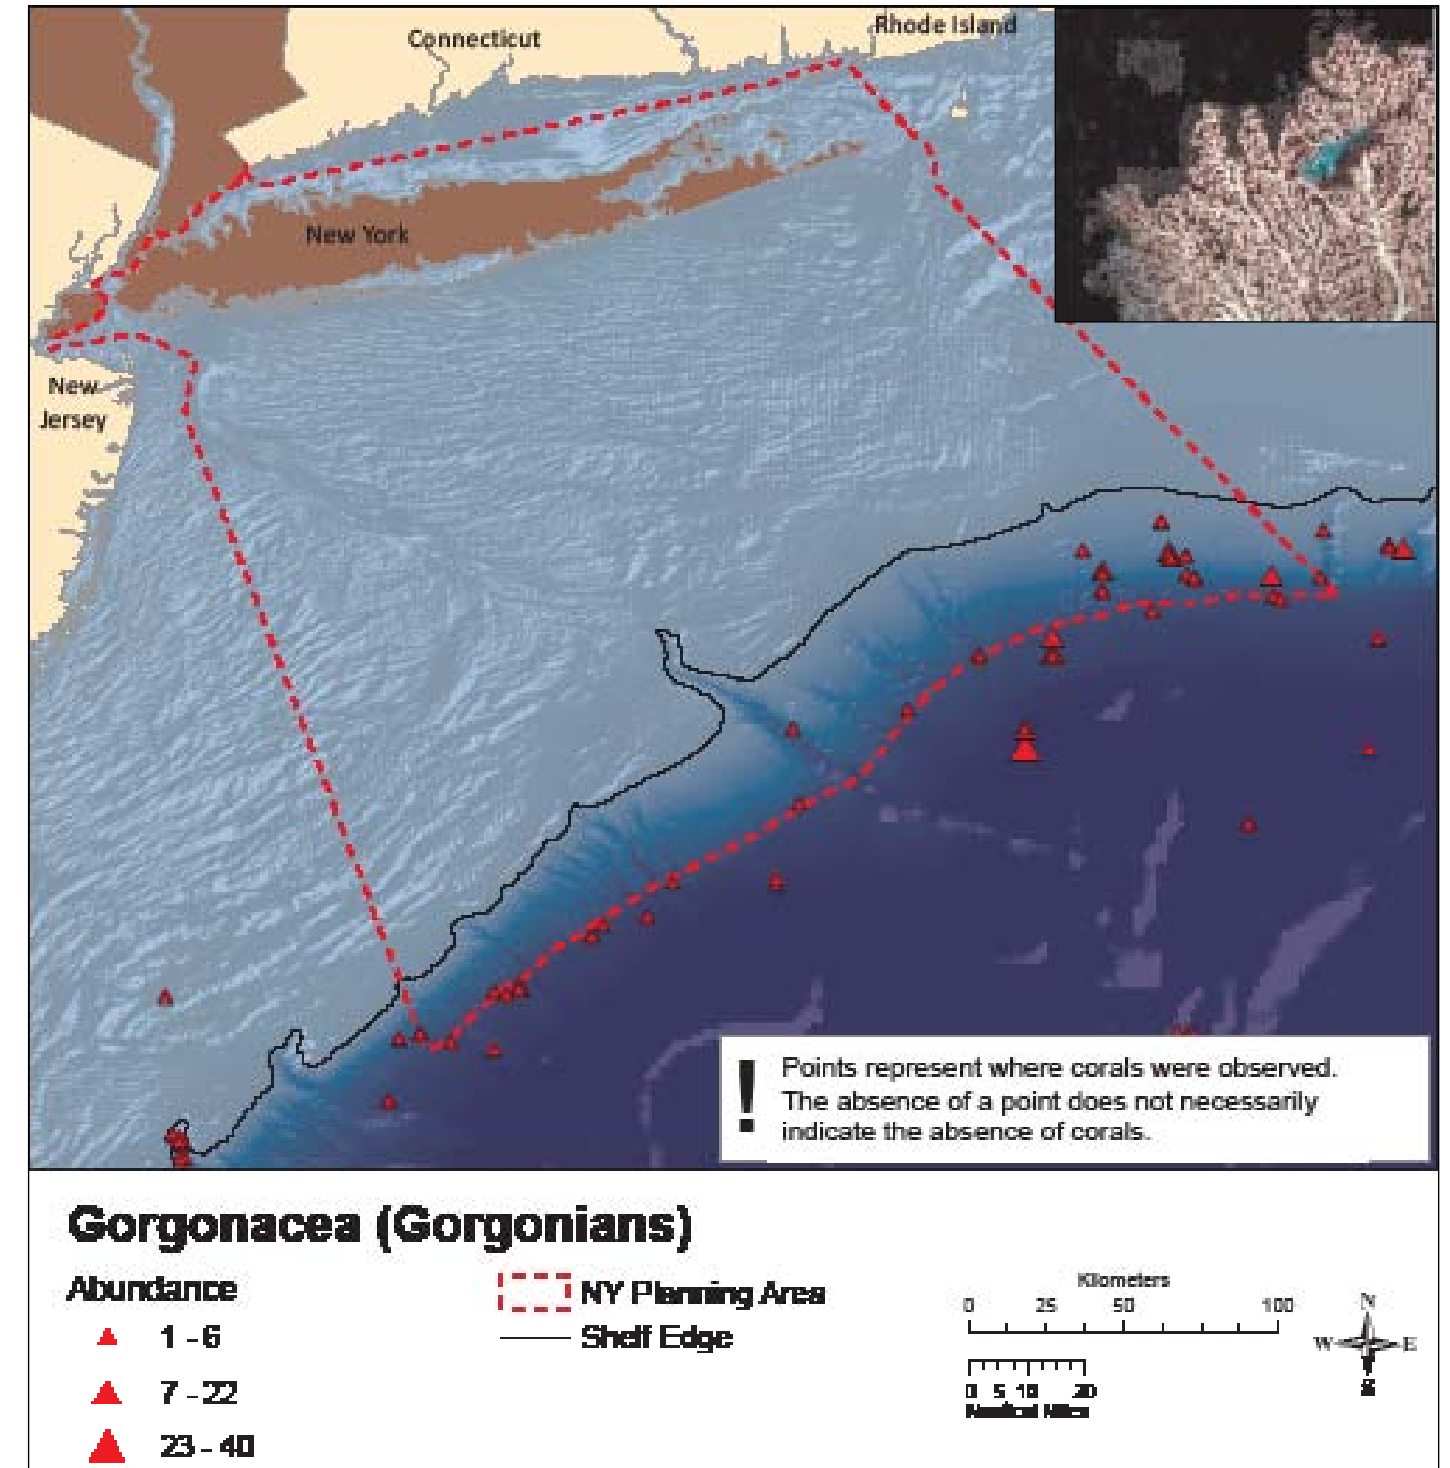 Connecticut
Rhode Island
New York
New
Jersey
! Points represent where corals were observed.
The absence of a point does not necessarily
indicate the absence of corals.
Gorgonacea (Gorgonians)
Abundance
1 - 6
7 - 22
23 - 40
NY Planning Area
Shelf Edge
Kilometers
0 25 50 100
0 5 10 20
Nautical Miles
N
W E
S